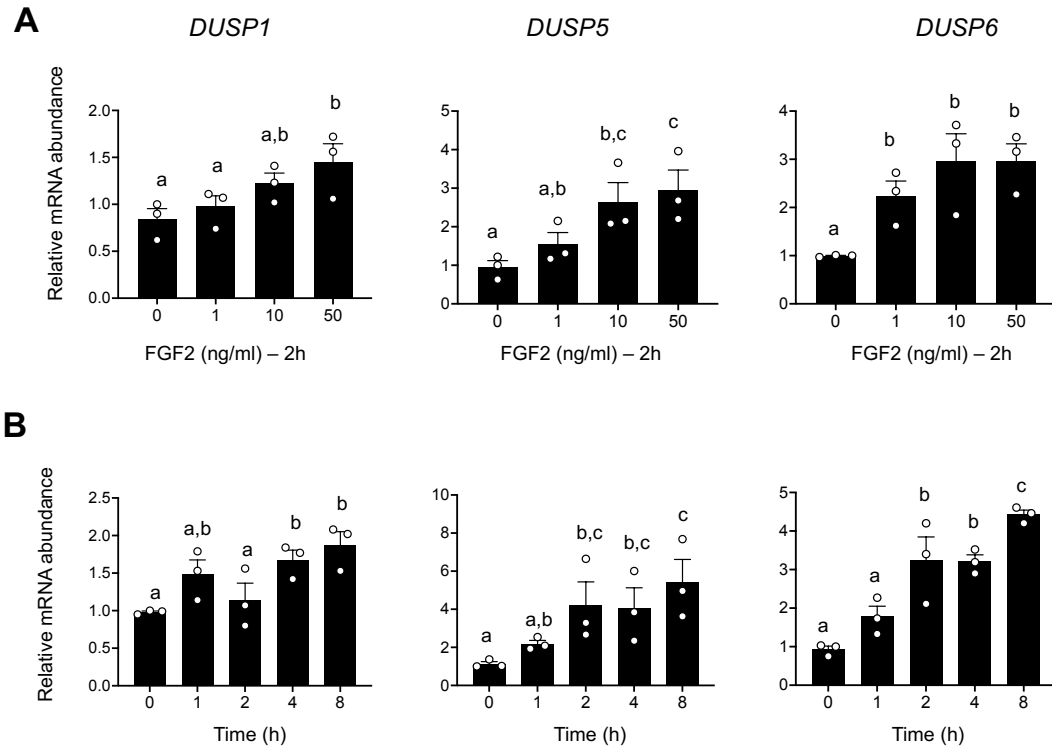 A
DUSP1 DUSP5 DUSP6
Relative mRNA abundance
2.0
1.5
1.0
0.5
0.0
a a a,b b
0 1 10 50
FGF2 (ng/ml) – 2h
5
4
3
2
1
0
a a,b b,c c
0 1 10 50
FGF2 (ng/ml) – 2h
4
3
2
1
0
a b b b
0 1 10 50
FGF2 (ng/ml) – 2h
B
Relative mRNA abundance
2.5
2.0
1.5
1.0
0.5
0.0
a a,b a b b
0 1 2 4 8
Time (h)
10
8
6
4
2
0
a a,b b,c b,c c
0 1 2 4 8
Time (h)
5
4
3
2
1
0
a a b b c
0 1 2 4 8
Time (h)